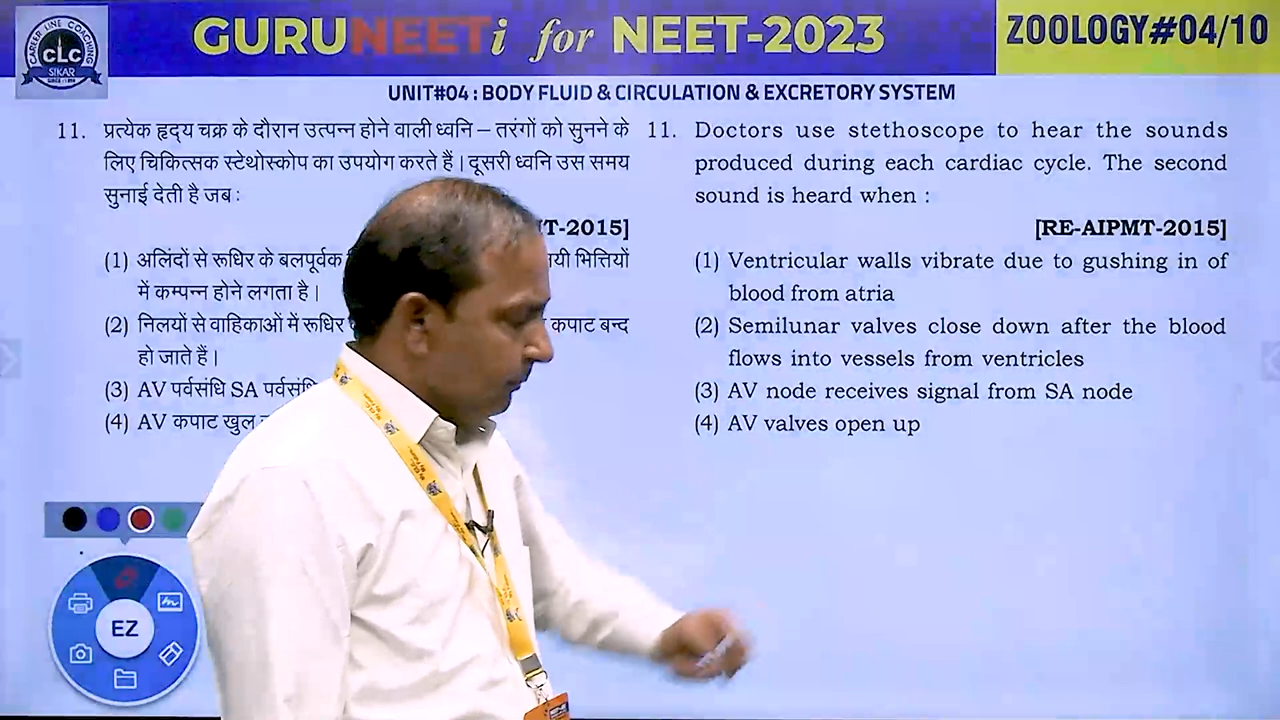 CAREER LINE COACHING
CLC
SIKAR
GURUNEETi for NEET-2023
ZOOLOGY#04/10
UNIT#04 : BODY FLUID & CIRCULATION & EXCRETORY SYSTEM
11. प्रत्येक हृदय चक्र के दौरान उत्पन्न होने वाली ध्वनि – तरंगों को सुनने के
लिए चिकित्सक स्टेथोस्कोप का उपयोग करते हैं। दूसरी ध्वनि उस समय
सुनाई देती है जब :
T-2015]
(1) अलिंदों से रूधिर के बलपूर्वक
भित्तियों
में कम्पन्न होने लगता है।
(2) निलयों से वाहिकाओं में रूधिर
कपाट बन्द
हो जाते हैं।
(3) AV पर्वसंधि SA पर्वसंधि
(4) AV कपाट खुल
11. Doctors use stethoscope to hear the sounds
produced during each cardiac cycle. The second
sound is heard when :
[RE-AIPMT-2015]
(1) Ventricular walls vibrate due to gushing in of
blood from atria
(2) Semilunar valves close down after the blood
flows into vessels from ventricles
(3) AV node receives signal from SA node
(4) AV valves open up
EZ